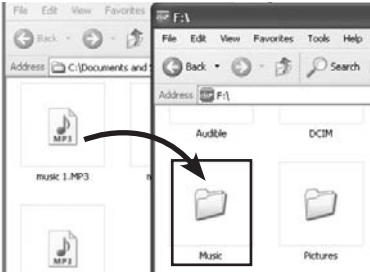 File Edit View Favorites
Back
Address C:\Documents and
MP3
music 1.MP3
MP3
F:\
File Edit View Favorites Tools Help
Back Search
Address F:\
Audible DCIM
Music Pictures